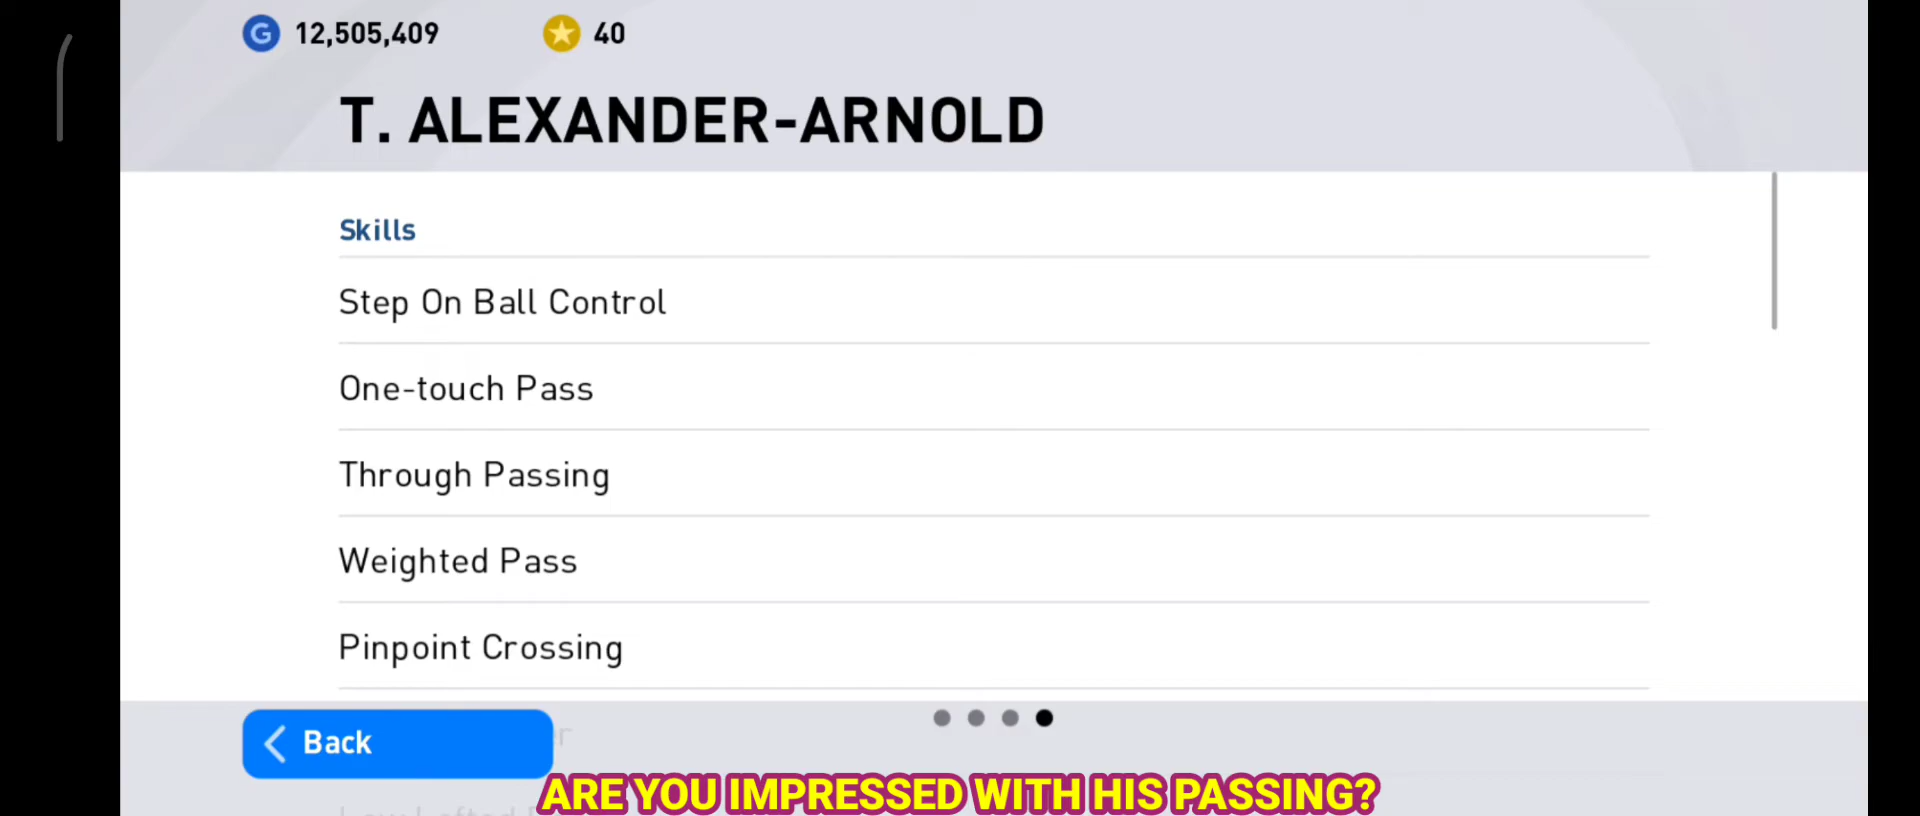 G 12,505,409 40
T. ALEXANDER-ARNOLD
Skills
Step On Ball Control
One-touch Pass
Through Passing
Weighted Pass
Pinpoint Crossing
Back
ARE YOU IMPRESSED WITH HIS PASSING?